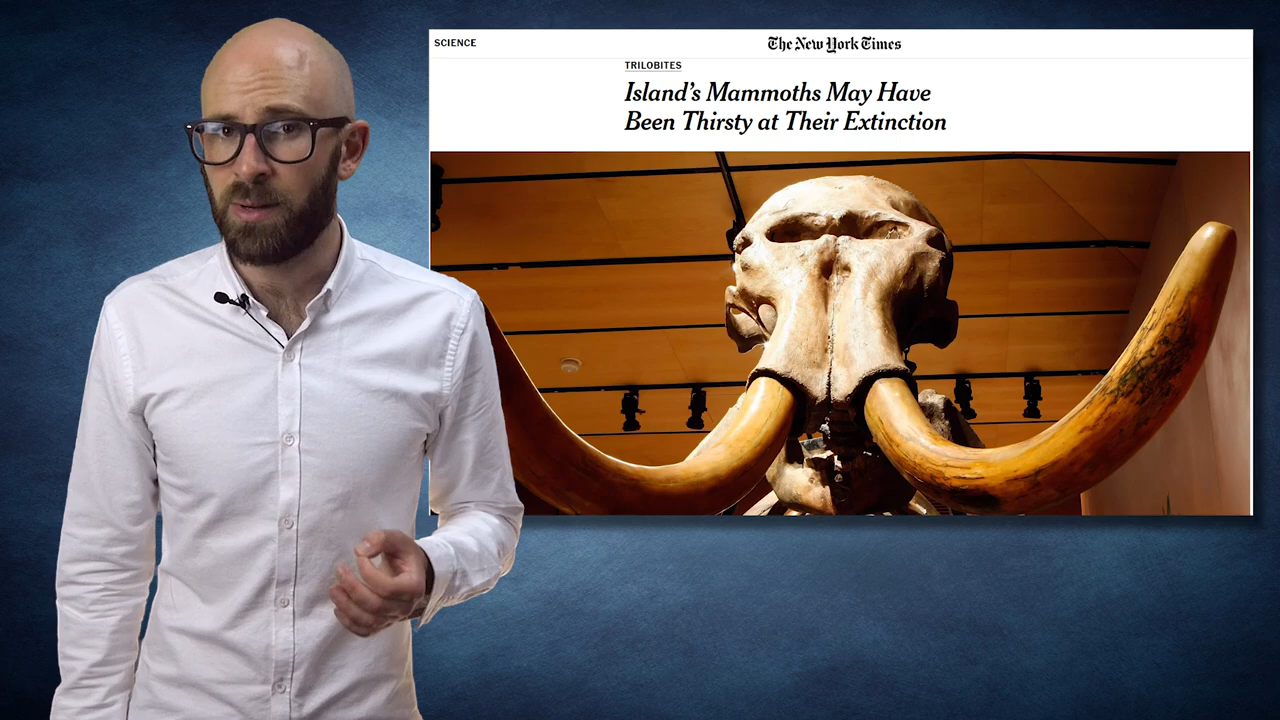 SCIENCE
The New York Times
TRILOBITES
Island's Mammoths May Have
Been Thirsty at Their Extinction